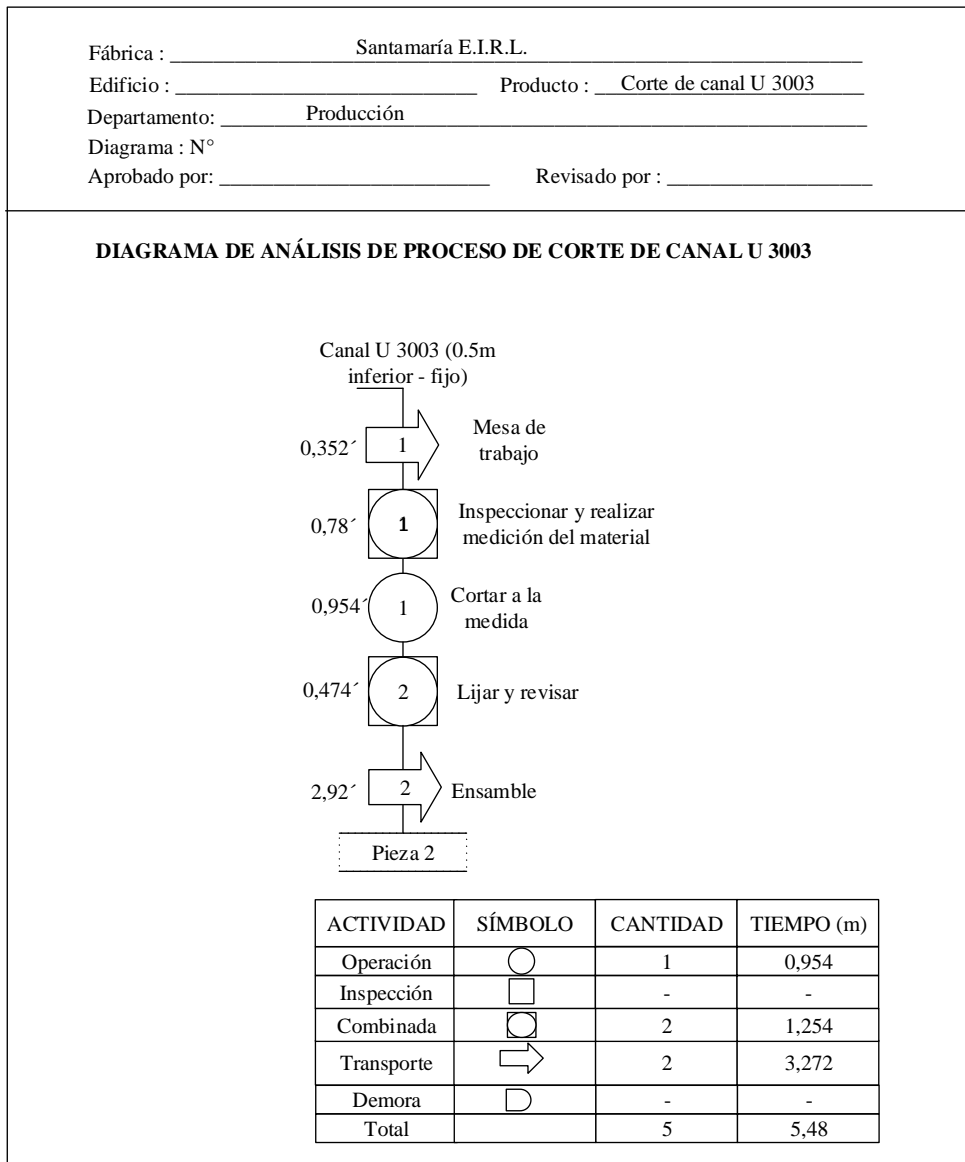 Fábrica : Santamaría E.I.R.L.
Edificio : Producto : Corte de canal U 3003
Departamento: Producción
Diagrama : N°
Aprobado por: Revisado por :
DIAGRAMA DE ANÁLISIS DE PROCESO DE CORTE DE CANAL U 3003
Canal U 3003 (0.5m
inferior - fijo)
0,352´ 1 Mesa de
trabajo
0,78´ 1 Inspeccionar y realizar
medición del material
0,954´ 1 Cortar a la
medida
0,474´ 2 Lijar y revisar
2,92´ 2 Ensamble
Pieza 2
ACTIVIDAD SÍMBOLO CANTIDAD TIEMPO (m)
Operación 1 0,954
Inspección - -
Combinada 2 1,254
Transporte 2 3,272
Demora - -
Total 5 5,48